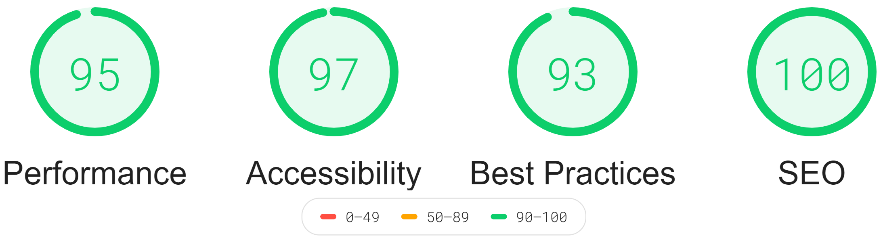 95 97 93 100
Performance Accessibility Best Practices SEO
0–49 50–89 90–100